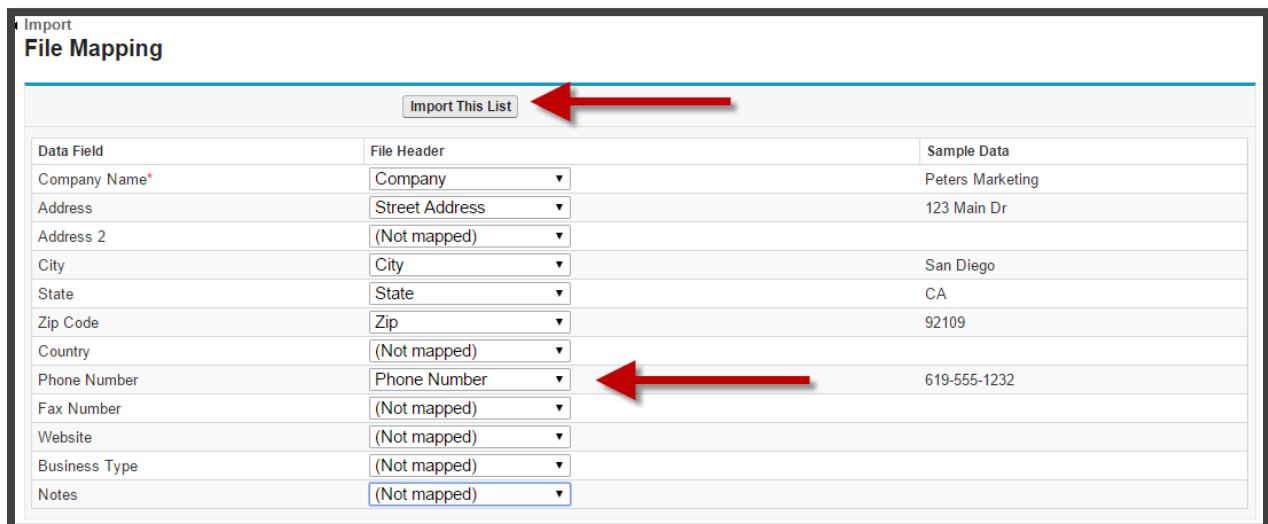 Import
File Mapping
Import This List
Data Field File Header Sample Data
Company Name* Company Peters Marketing
Address Street Address 123 Main Dr
Address 2 (Not mapped)
City City San Diego
State State CA
Zip Code Zip 92109
Country (Not mapped)
Phone Number Phone Number 619-555-1232
Fax Number (Not mapped)
Website (Not mapped)
Business Type (Not mapped)
Notes (Not mapped)